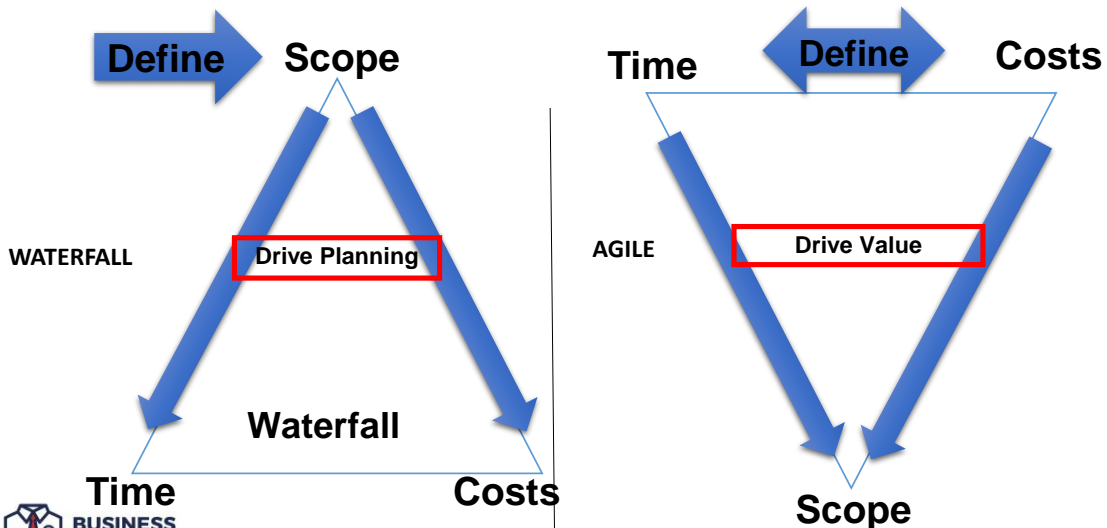 Define
Scope
WATERFALL
Drive Planning
Waterfall
Time
Costs
BUSINESS
Time
Define
Costs
AGILE
Drive Value
Scope